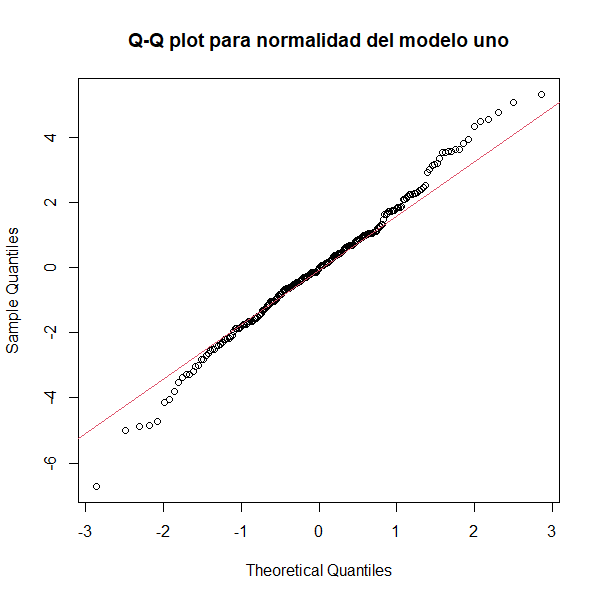 Q-Q plot para normalidad del modelo uno
Sample Quantiles
4
2
0
-2
-4
-6
-3 -2 -1 0 1 2 3
Theoretical Quantiles